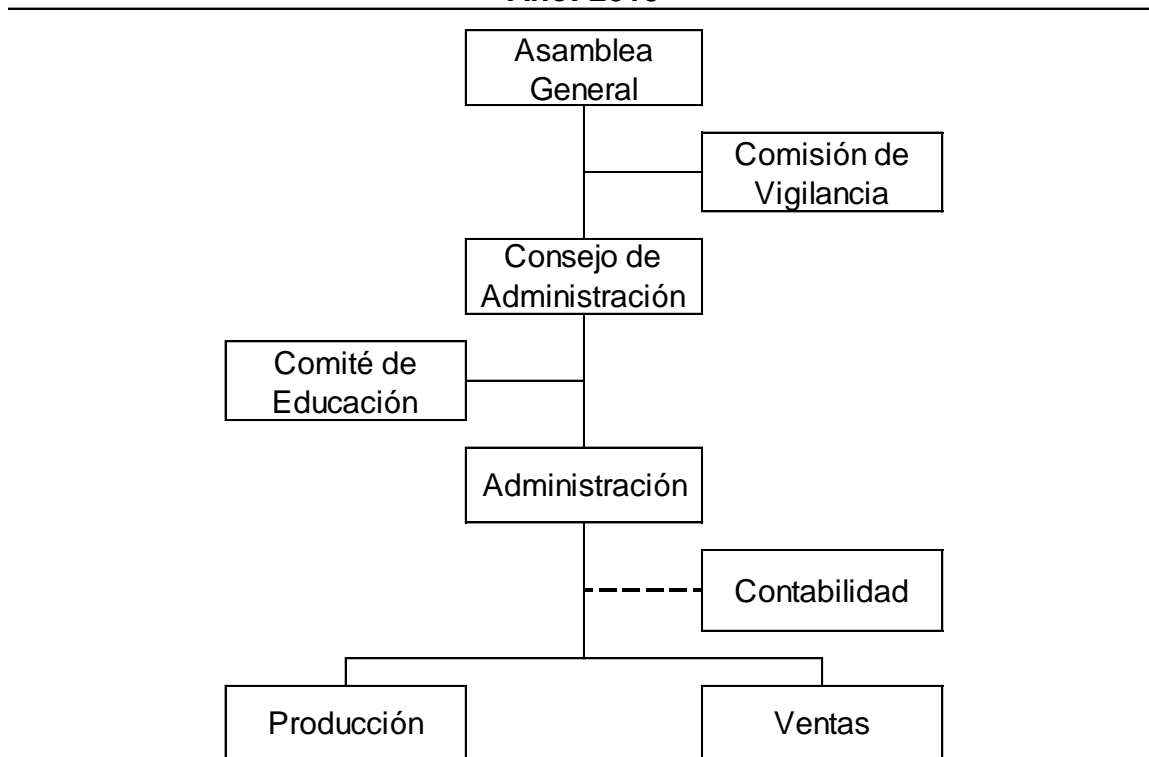 Asamblea
General
Comisión de
Vigilancia
Consejo de
Administración
Comité de
Educación
Administración
Contabilidad
Producción
Ventas